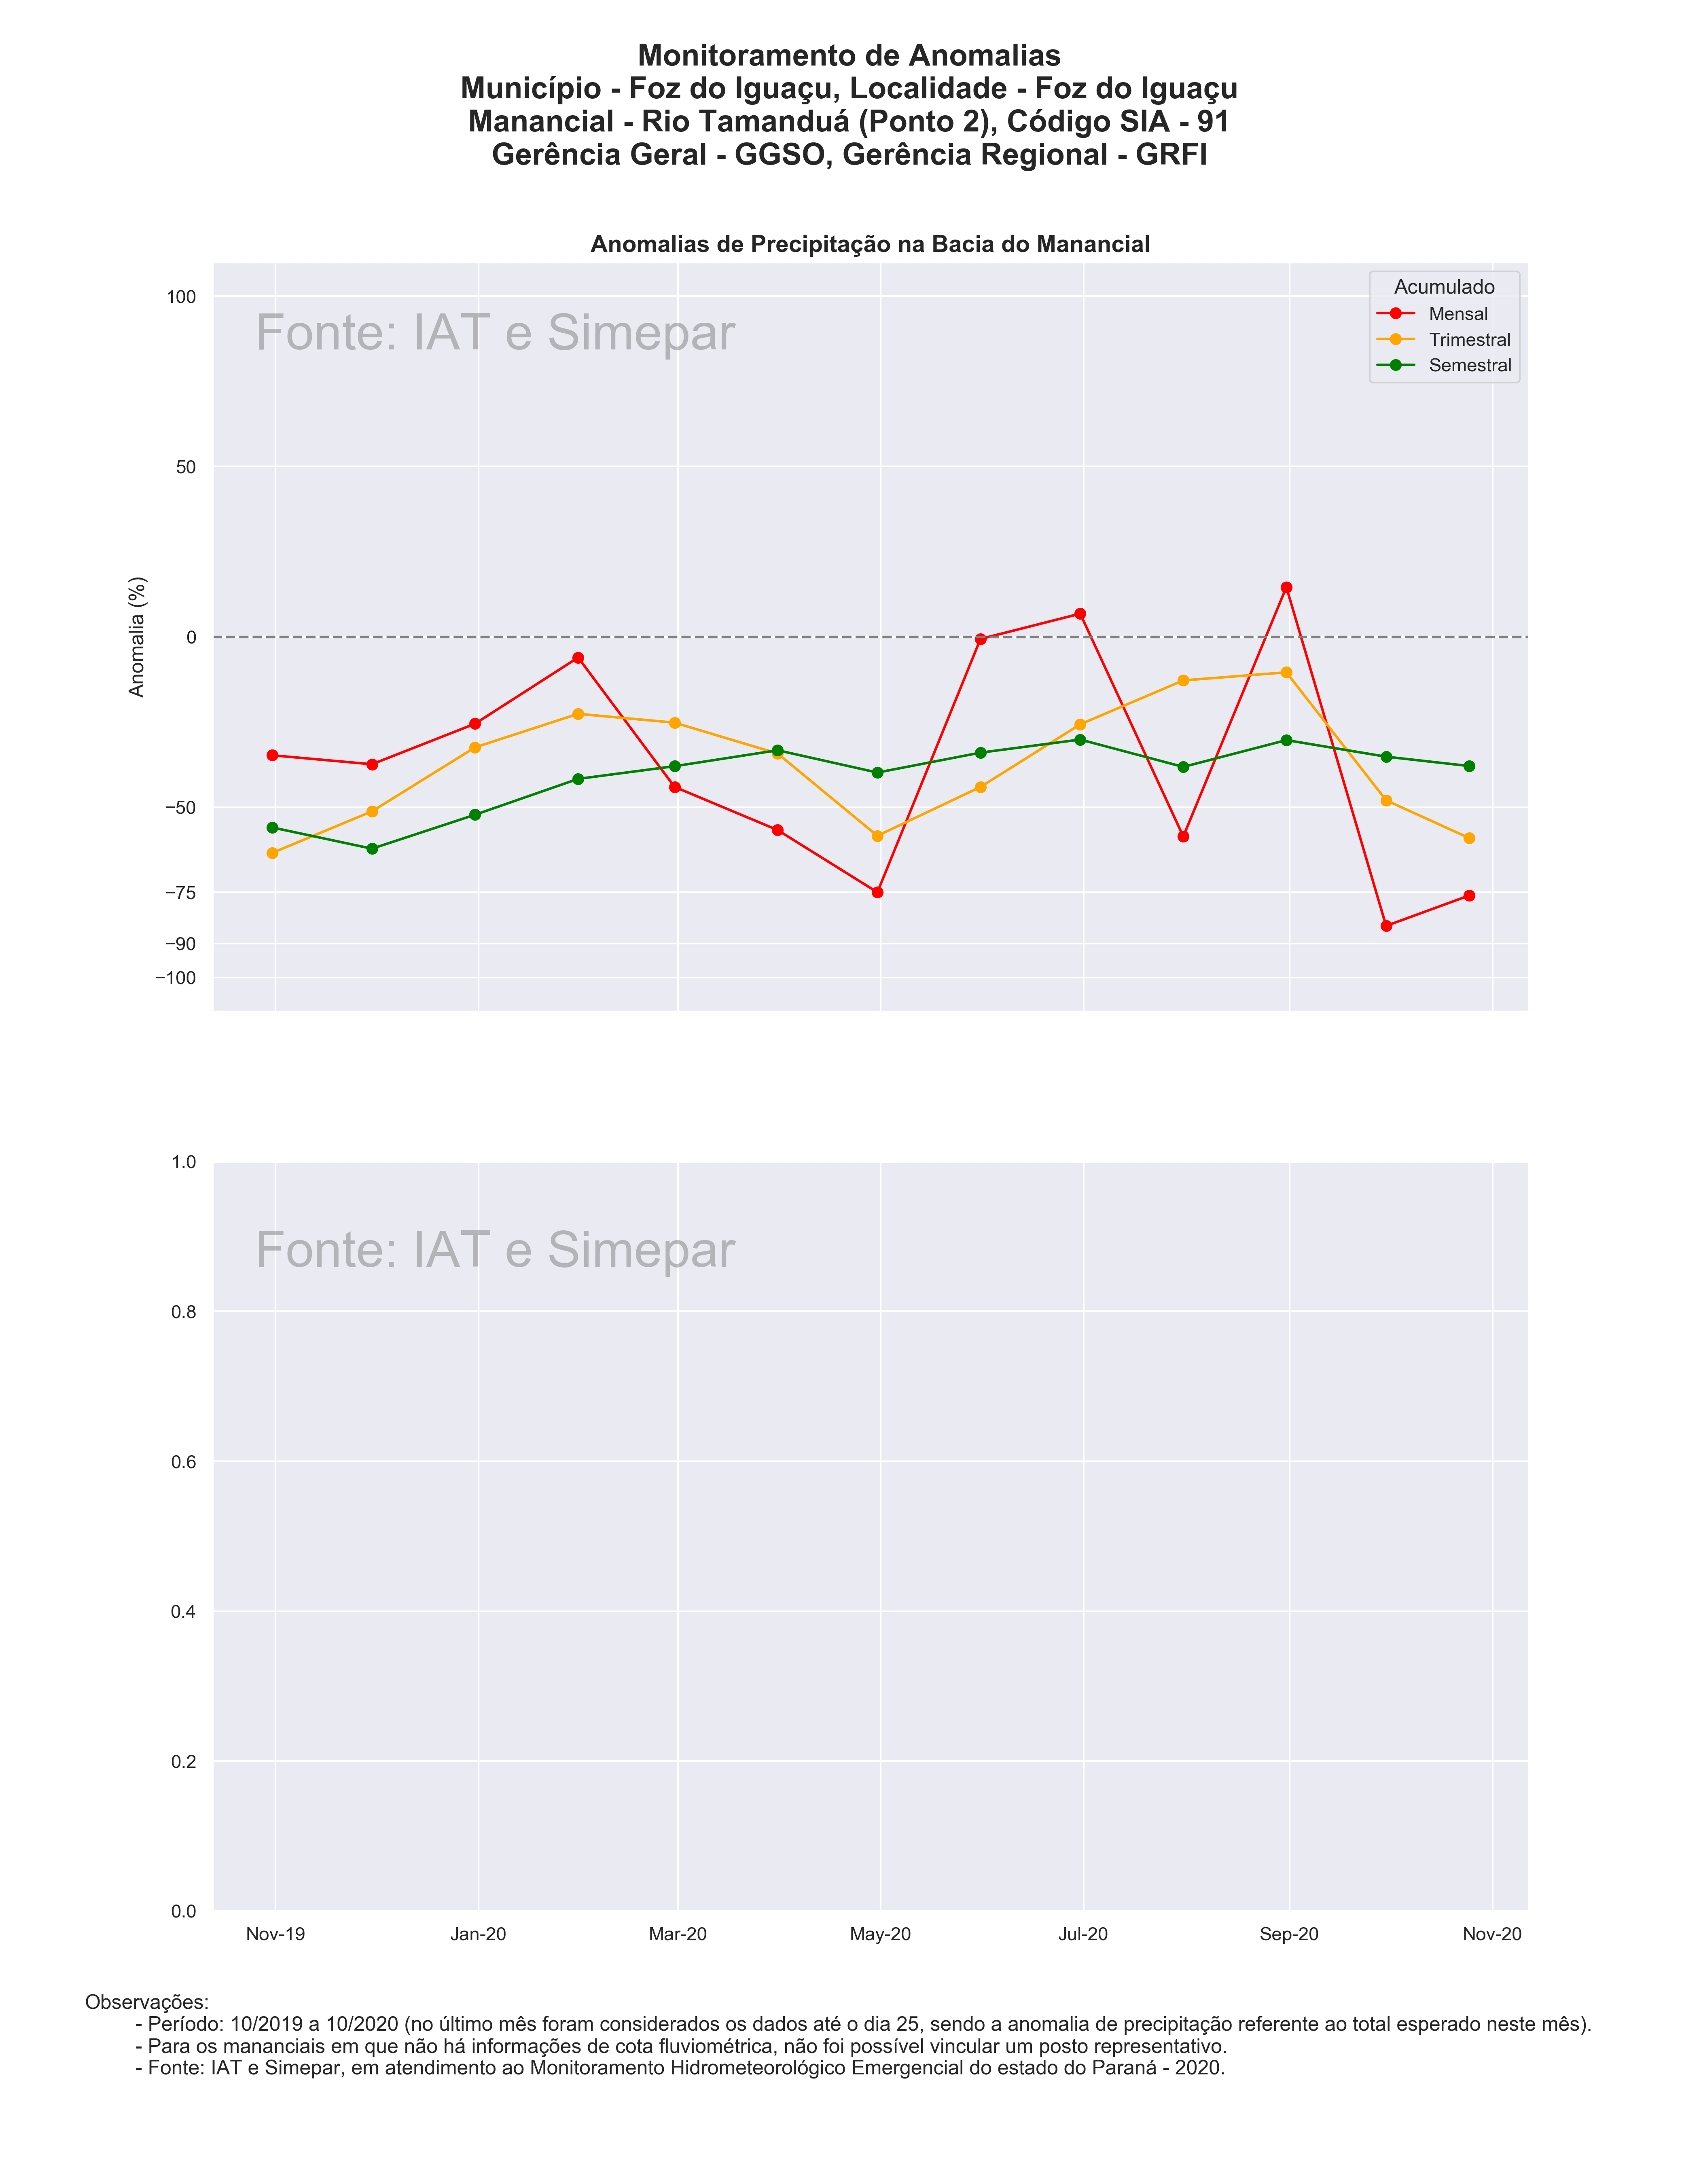 Monitoramento de Anomalias
Município - Foz do Iguaçu, Localidade - Foz do Iguaçu
Manancial - Rio Tamanduá (Ponto 2), Código SIA - 91
Gerência Geral - GGSO, Gerência Regional - GRFI
Anomalias de Precipitação na Bacia do Manancial
Fonte: IAT e Simepar
Acumulado
Mensal
Trimestral
Semestral
Anomalia (%)
100
50
0
−50
−75
−90
−100
Fonte: IAT e Simepar
1.0
0.8
0.6
0.4
0.2
0.0
Nov-19 Jan-20 Mar-20 May-20 Jul-20 Sep-20 Nov-20
Observações:
- Período: 10/2019 a 10/2020 (no último mês foram considerados os dados até o dia 25, sendo a anomalia de precipitação referente ao total esperado neste mês).
- Para os mananciais em que não há informações de cota fluviométrica, não foi possível vincular um posto representativo.
- Fonte: IAT e Simepar, em atendimento ao Monitoramento Hidrometeorológico Emergencial do estado do Paraná - 2020.